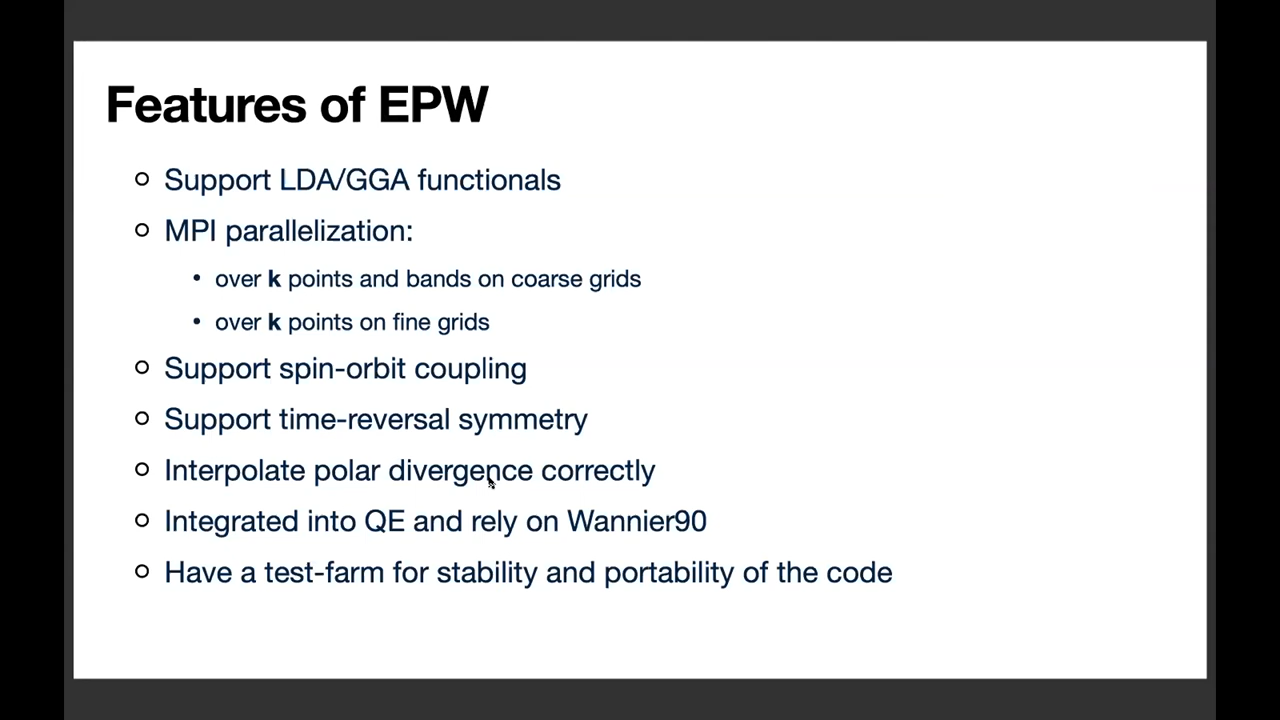 Features of EPW
Support LDA/GGA functionals
MPI parallelization:
over k points and bands on coarse grids
over k points on fine grids
Support spin-orbit coupling
Support time-reversal symmetry
Interpolate polar divergence correctly
Integrated into QE and rely on Wannier90
Have a test-farm for stability and portability of the code